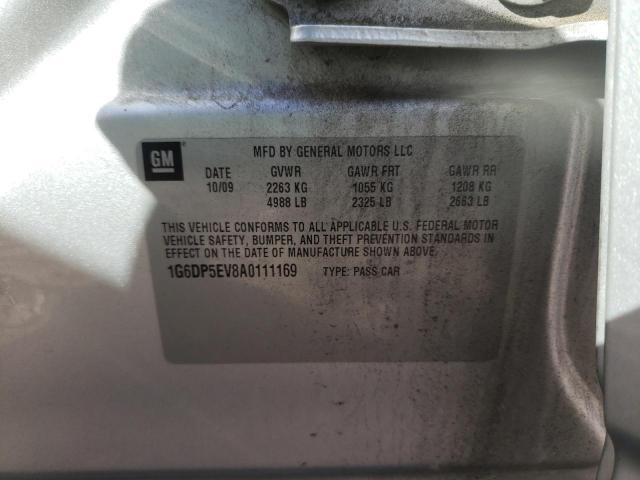 GM MFD BY GENERAL MOTORS LLC
DATE GVWR GAWR FRT GAWR RR
10/09 2263 KG 1055 KG 1208 KG
4988 LB 2325 LB 2663 LB
THIS VEHICLE CONFORMS TO ALL APPLICABLE U.S. FEDERAL MOTOR
VEHICLE SAFETY, BUMPER, AND THEFT PREVENTION STANDARDS IN
EFFECT ON THE DATE OF MANUFACTURE SHOWN ABOVE.
1G6DP5EV8A0111169 TYPE: PASS CAR